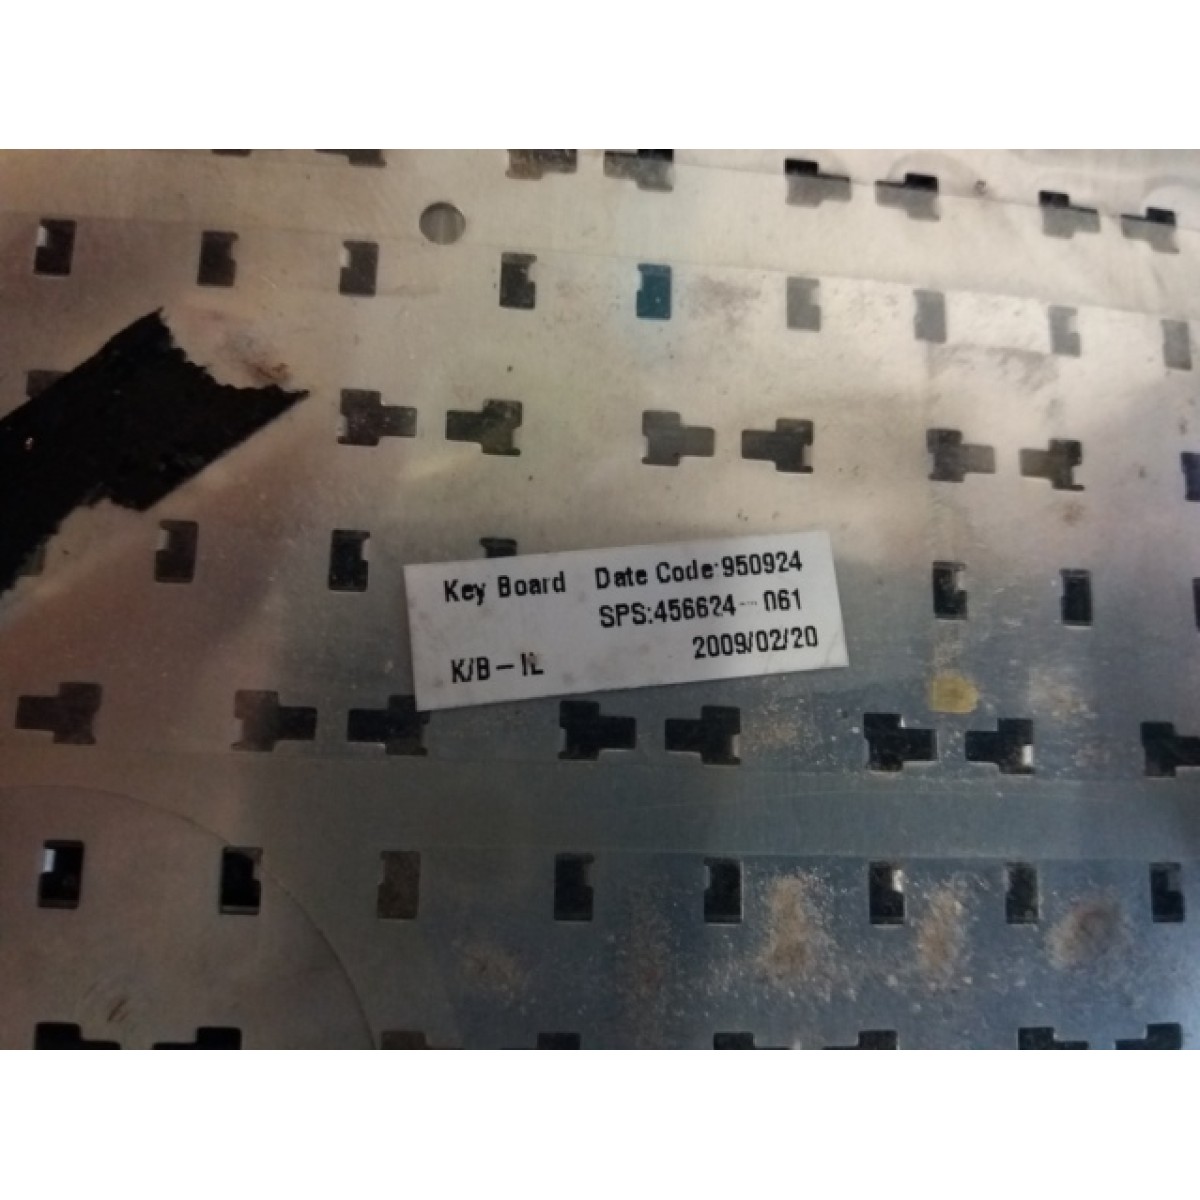 Key Board Date Code:950924
SPS:456624-061
2009/02/20
K/B-IL